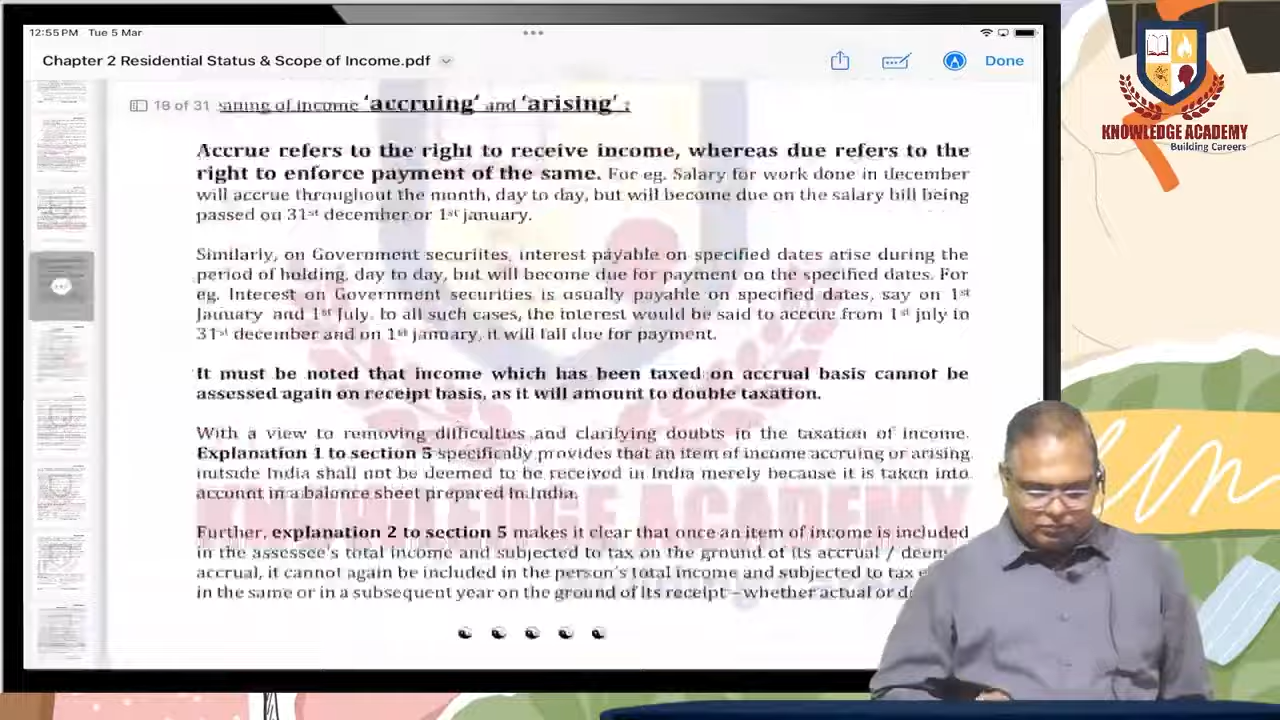 12:55 PM Tue 5 Mar
Chapter 2 Residential Status & Scope of Income.pdf
Done
KNOWLEDGE ACADEMY
Building Careers
18 of 31
of income 'accruing' and 'arising' :
Accrue refers to the right to receive income, whereas due refers to the
right to enforce payment of the same. For eg. Salary for work done in december
will accrue throughout the month, day to day, but will become due on the salary bill being
passed on 31st december or 1st january.
Similarly, on Government securities, interest payable on specified dates arise during the
period of holding, day to day, but will become due for payment on the specified dates. For
eg. Interest on Government securities is usually payable on specified dates, say on 1st
January and 1st July. In all such cases, the interest would be said to accrue from 1st july to
31st december and on 1st january, it will fall due for payment.
It must be noted that income which has been taxed on accrual basis cannot be
assessed again on receipt basis, as it will amount to double taxation.
With a view to removing difficulties and clarifying doubts in the taxation of income,
Explanation 1 to section 5 specifically provides that an item of income accruing or arising
outside India shall not be deemed to be received in India merely because it is taken into
account in a balance sheet prepared in India.
Further, explanation 2 to section 5 makes it clear that once an item of income is included
in the assessee's total income and subjected to tax on the ground of its accrual / deemed
accrual, it cannot again be included in the person's total income and subjected to tax
in the same or in a subsequent year on the ground of its receipt – whether actual or